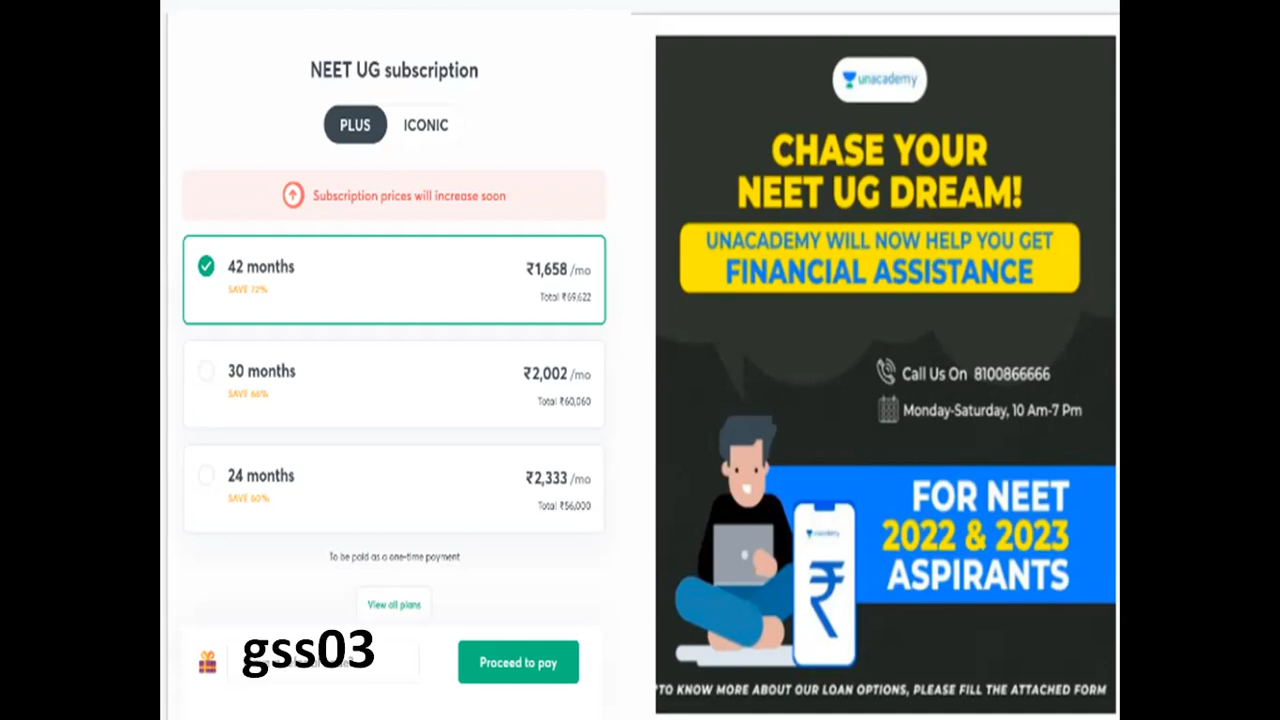 NEET UG subscription
PLUS ICONIC
Subscription prices will increase soon
42 months ₹1,658 /mo
SAVE 72% Total ₹69,622
30 months ₹2,002 /mo
SAVE 66% Total ₹60,060
24 months ₹2,333 /mo
SAVE 60% Total ₹56,000
To be paid as a one-time payment
View all plans
gss03
Proceed to pay
unacademy
CHASE YOUR
NEET UG DREAM!
UNACADEMY WILL NOW HELP YOU GET
FINANCIAL ASSISTANCE
Call Us On 8100866666
Monday-Saturday, 10 Am-7 Pm
FOR NEET
2022 & 2023
ASPIRANTS
unacademy
₹
TO KNOW MORE ABOUT OUR LOAN OPTIONS, PLEASE FILL THE ATTACHED FORM